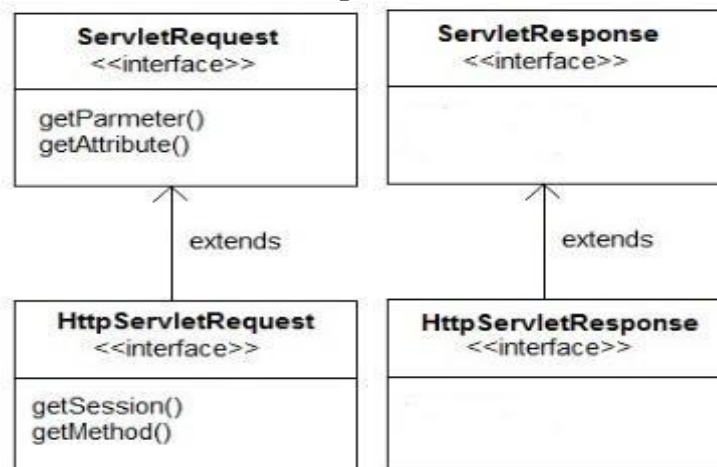 ServletRequest
<<interface>>
getParmeter()
getAttribute()
ServletResponse
<<interface>>
extends
extends
HttpServletRequest
<<interface>>
getSession()
getMethod()
HttpServletResponse
<<interface>>